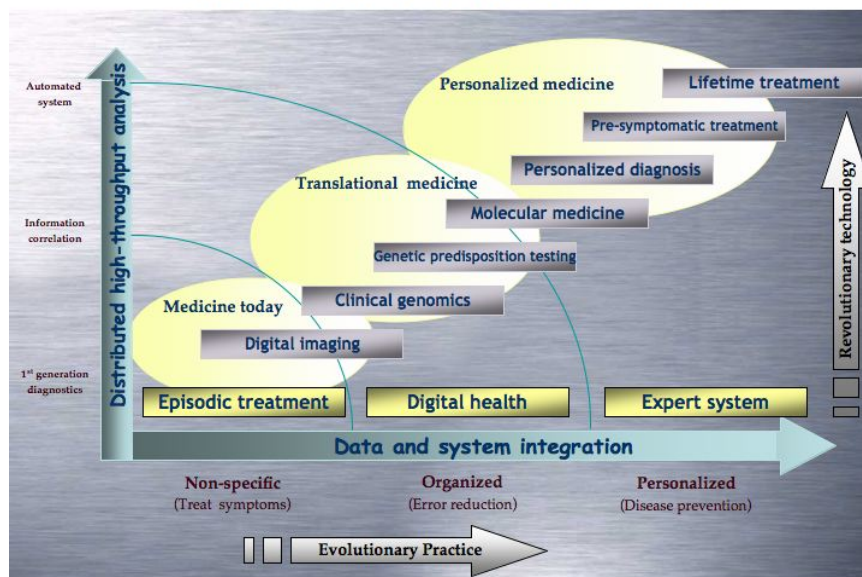 Automated
system
Personalized medicine
Lifetime treatment
Pre-symptomatic treatment
Personalized diagnosis
Translational medicine
Molecular medicine
Information
correlation
Genetic predisposition testing
Clinical genomics
Medicine today
Digital imaging
1st generation
diagnostics
Distributed high-throughput analysis
Revolutionary technology
Episodic treatment
Digital health
Expert system
Data and system integration
Non-specific
(Treat symptoms)
Organized
(Error reduction)
Personalized
(Disease prevention)
Evolutionary Practice